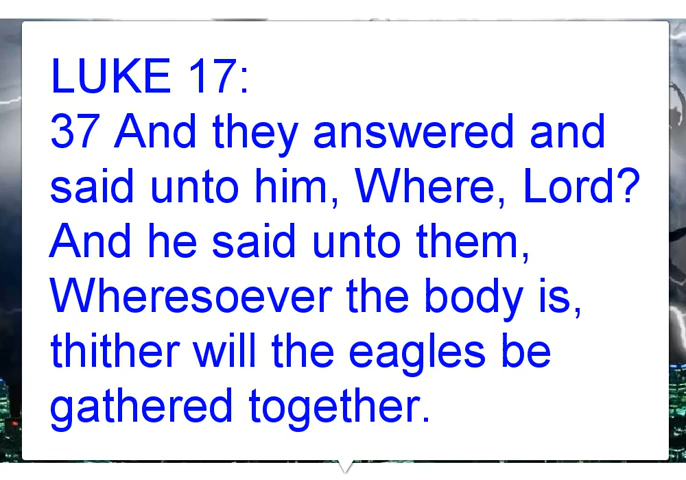 LUKE 17:
37 And they answered and
said unto him, Where, Lord?
And he said unto them,
Wheresoever the body is,
thither will the eagles be
gathered together.